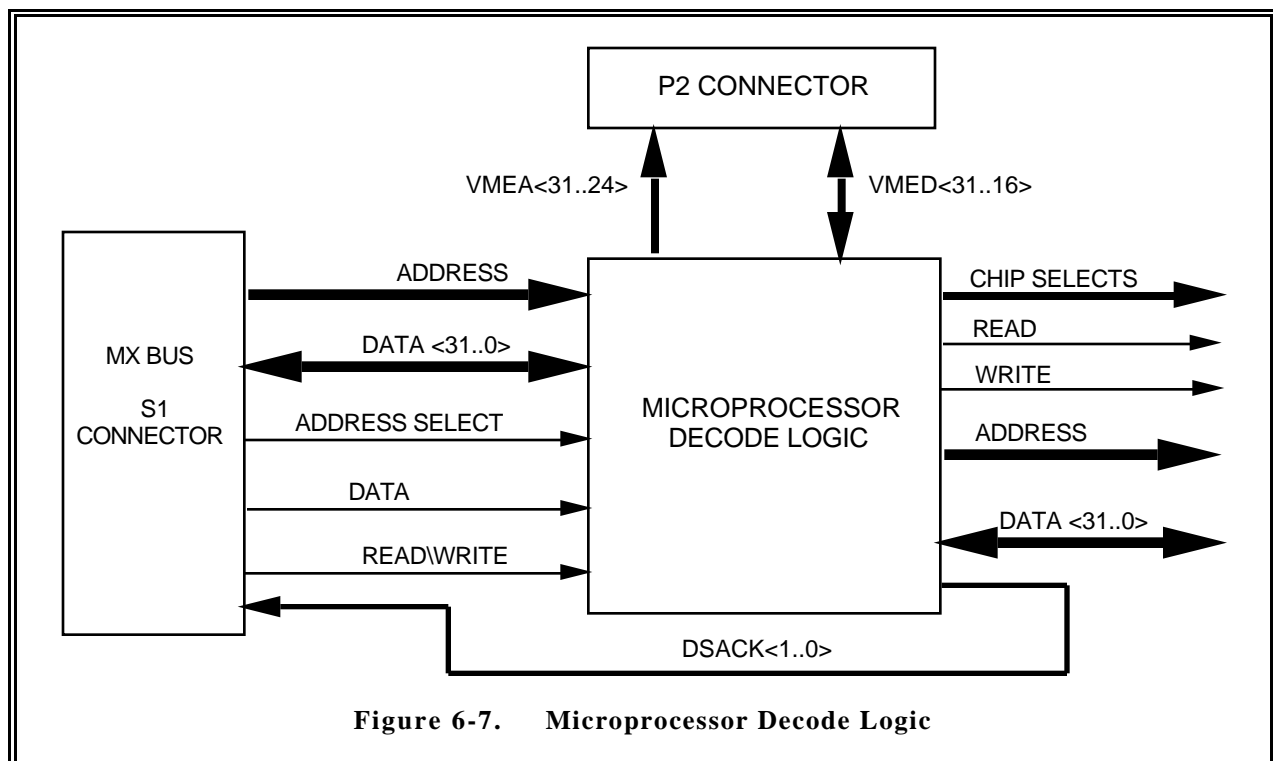 P2 CONNECTOR
VMEA<31..24>
VMED<31..16>
MX BUS
S1
CONNECTOR
ADDRESS
DATA <31..0>
ADDRESS SELECT
DATA
READ\WRITE
MICROPROCESSOR
DECODE LOGIC
CHIP SELECTS
READ
WRITE
ADDRESS
DATA <31..0>
DSACK<1..0>
Figure 6-7. Microprocessor Decode Logic